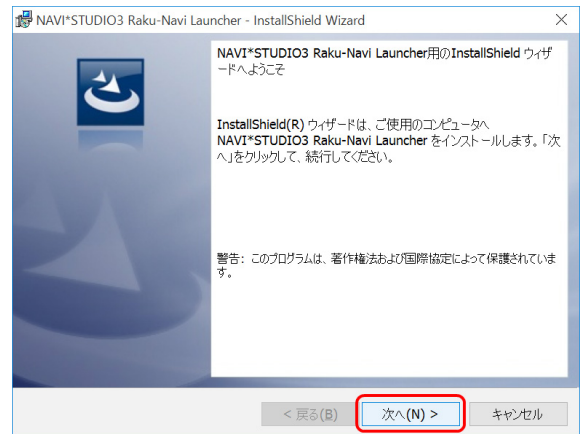 NAVI*STUDIO3 Raku-Navi Launcher - InstallShield Wizard
NAVI*STUDIO3 Raku-Navi Launcher用のInstallShield ウィザ
ードへようこそ
InstallShield(R) ウィザードは、ご使用のコンピュータへ
NAVI*STUDIO3 Raku-Navi Launcher をインストールします。「次
へ」をクリックして、続行してください。
警告: このプログラムは、著作権法および国際協定によって保護されていま
す。
< 戻る(B)
次へ(N) >
キャンセル